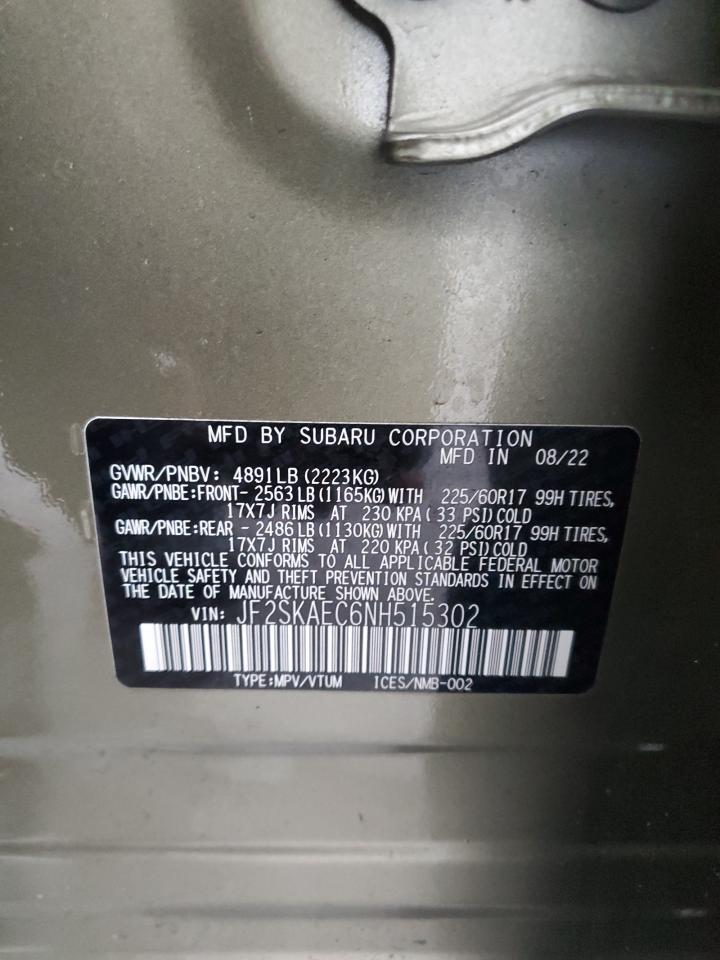 MFD BY SUBARU CORPORATION
MFD IN 08/22
GVWR/PNBV: 4891LB (2223KG)
GAWR/PNBE:FRONT- 2563 LB (1165KG) WITH 225/60R17 99H TIRES,
17X7J RIMS AT 230 KPA ( 33 PSI) COLD
GAWR/PNBE:REAR - 2486 LB (1130KG) WITH 225/60R17 99H TIRES,
17X7J RIMS AT 220 KPA ( 32 PSI) COLD
THIS VEHICLE CONFORMS TO ALL APPLICABLE FEDERAL MOTOR
VEHICLE SAFETY AND THEFT PREVENTION STANDARDS IN EFFECT ON
THE DATE OF MANUFACTURE SHOWN ABOVE.
VIN: JF2SKAEC6NH515302
TYPE:MPV/VTUM ICES/NMB-002